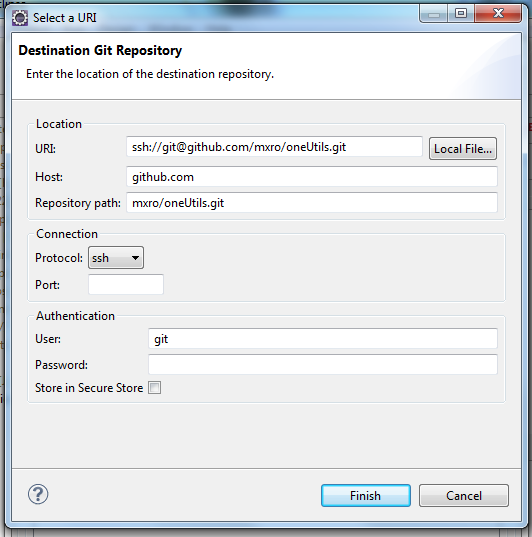 Select a URI
Destination Git Repository
Enter the location of the destination repository.
Location
URI: ssh://git@github.com/mxro/oneUtils.git Local File...
Host: github.com
Repository path: mxro/oneUtils.git
Connection
Protocol: ssh
Port:
Authentication
User: git
Password:
Store in Secure Store
Finish Cancel